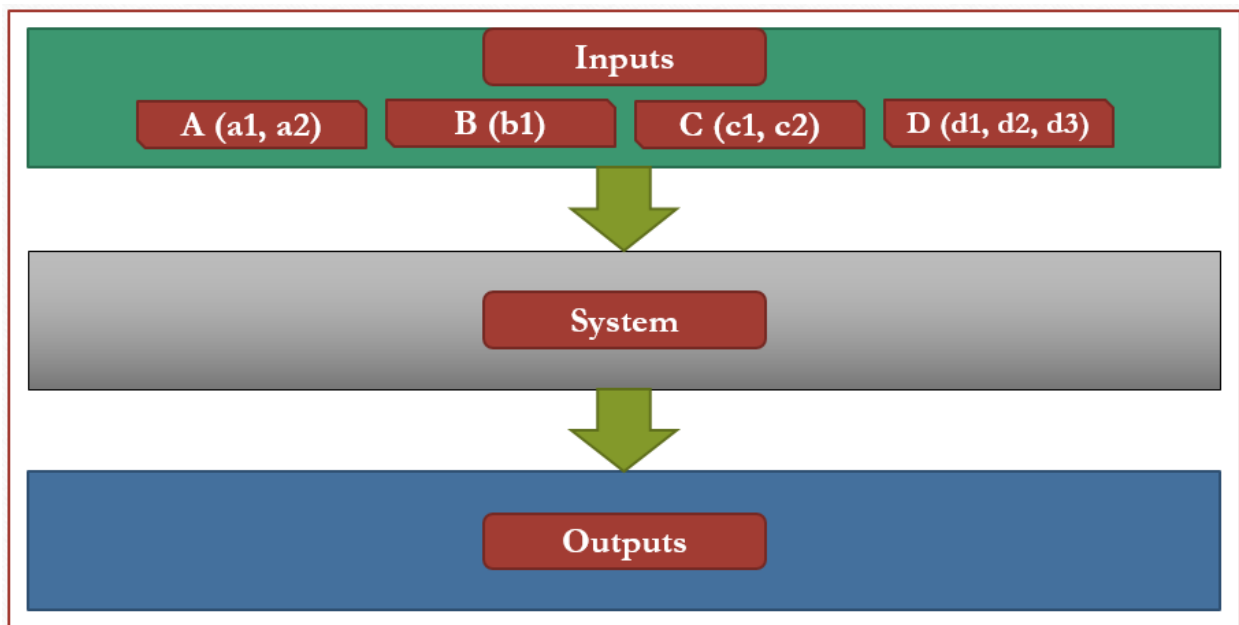 Inputs
A (a1, a2)
B (b1)
C (c1, c2)
D (d1, d2, d3)
System
Outputs